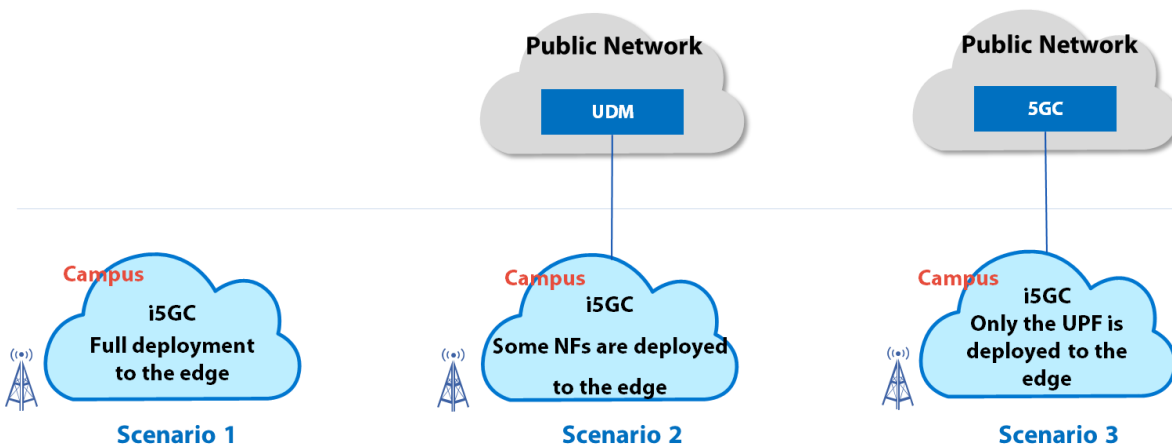 Public Network
UDM
Public Network
5GC
Campus
i5GC
Full deployment
to the edge
Scenario 1
Campus
i5GC
Some NFs are deployed
to the edge
Scenario 2
Campus
i5GC
Only the UPF is
deployed to the
edge
Scenario 3